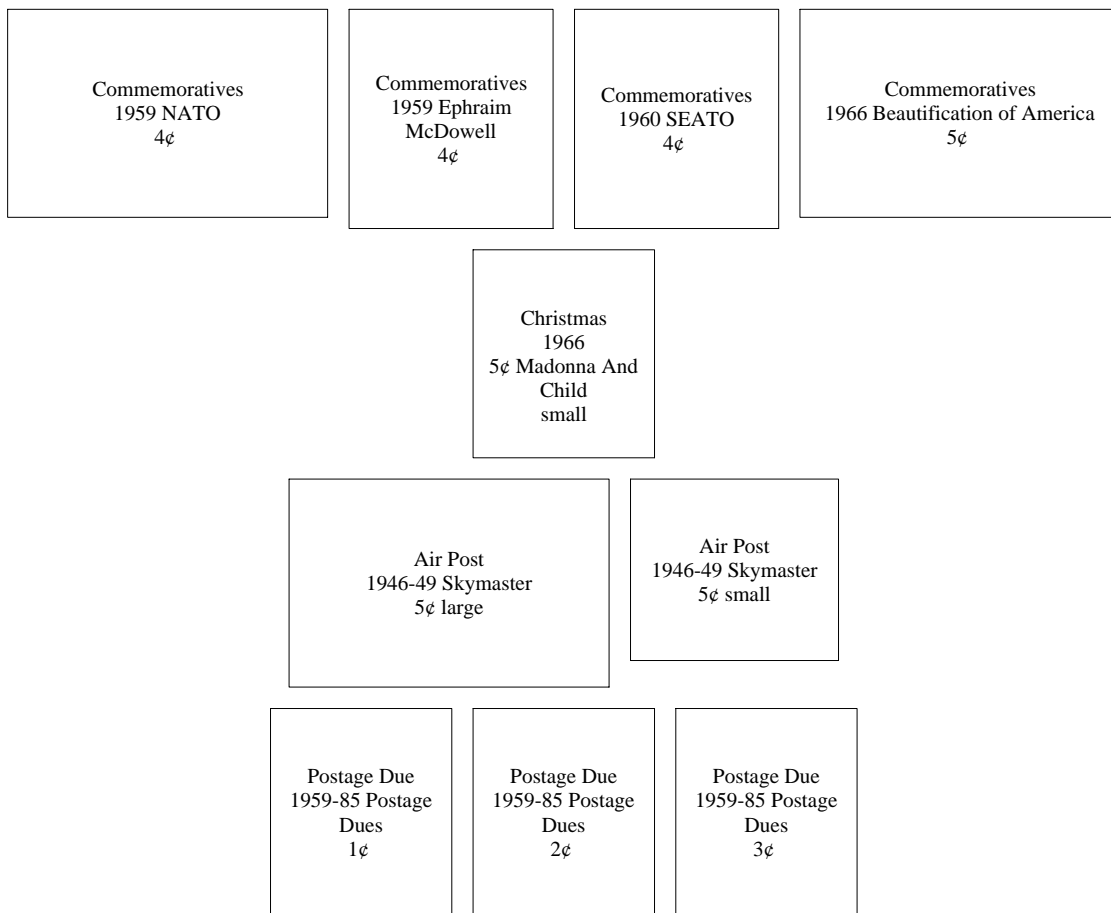 Commemoratives
1959 NATO
4¢
Commemoratives
1959 Ephraim
McDowell
4¢
Commemoratives
1960 SEATO
4¢
Commemoratives
1966 Beautification of America
5¢
Christmas
1966
5¢ Madonna And
Child
small
Air Post
1946-49 Skymaster
5¢ large
Air Post
1946-49 Skymaster
5¢ small
Postage Due
1959-85 Postage
Dues
1¢
Postage Due
1959-85 Postage
Dues
2¢
Postage Due
1959-85 Postage
Dues
3¢